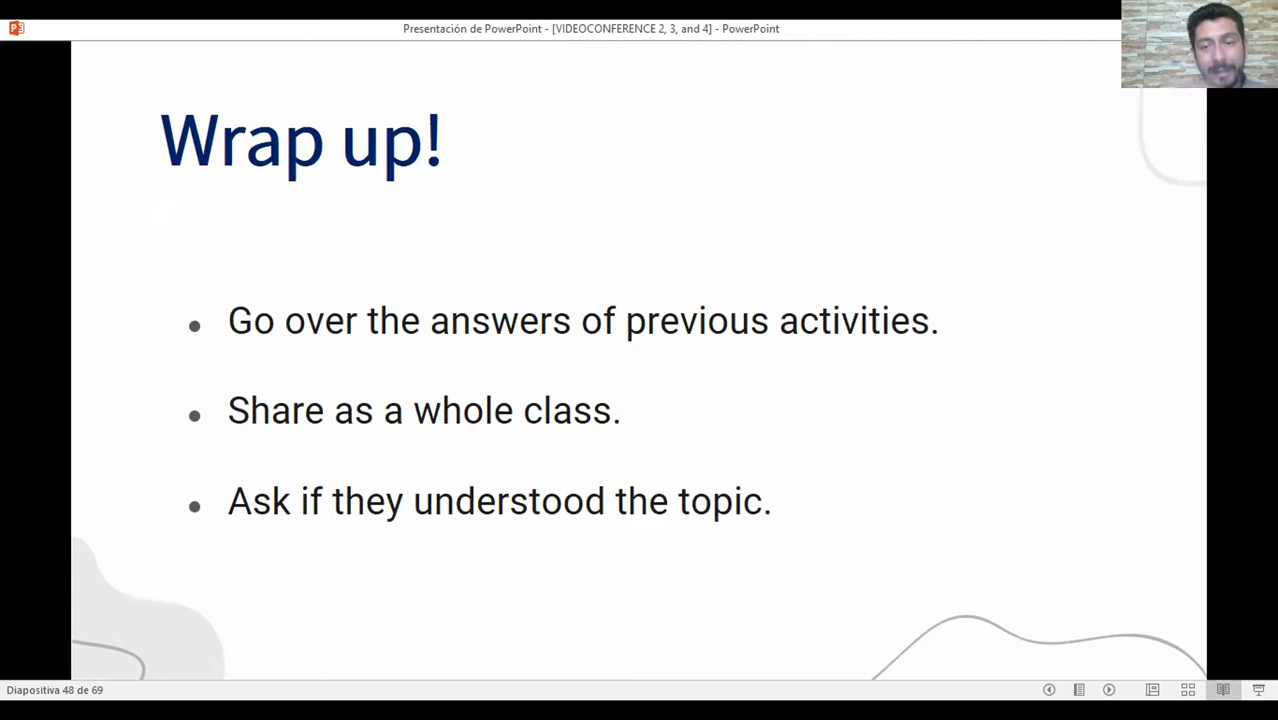 Presentación de PowerPoint - [VIDEOCONFERENCE 2, 3, and 4] - PowerPoint
Wrap up!
• Go over the answers of previous activities.
• Share as a whole class.
• Ask if they understood the topic.
Diapositiva 48 de 69